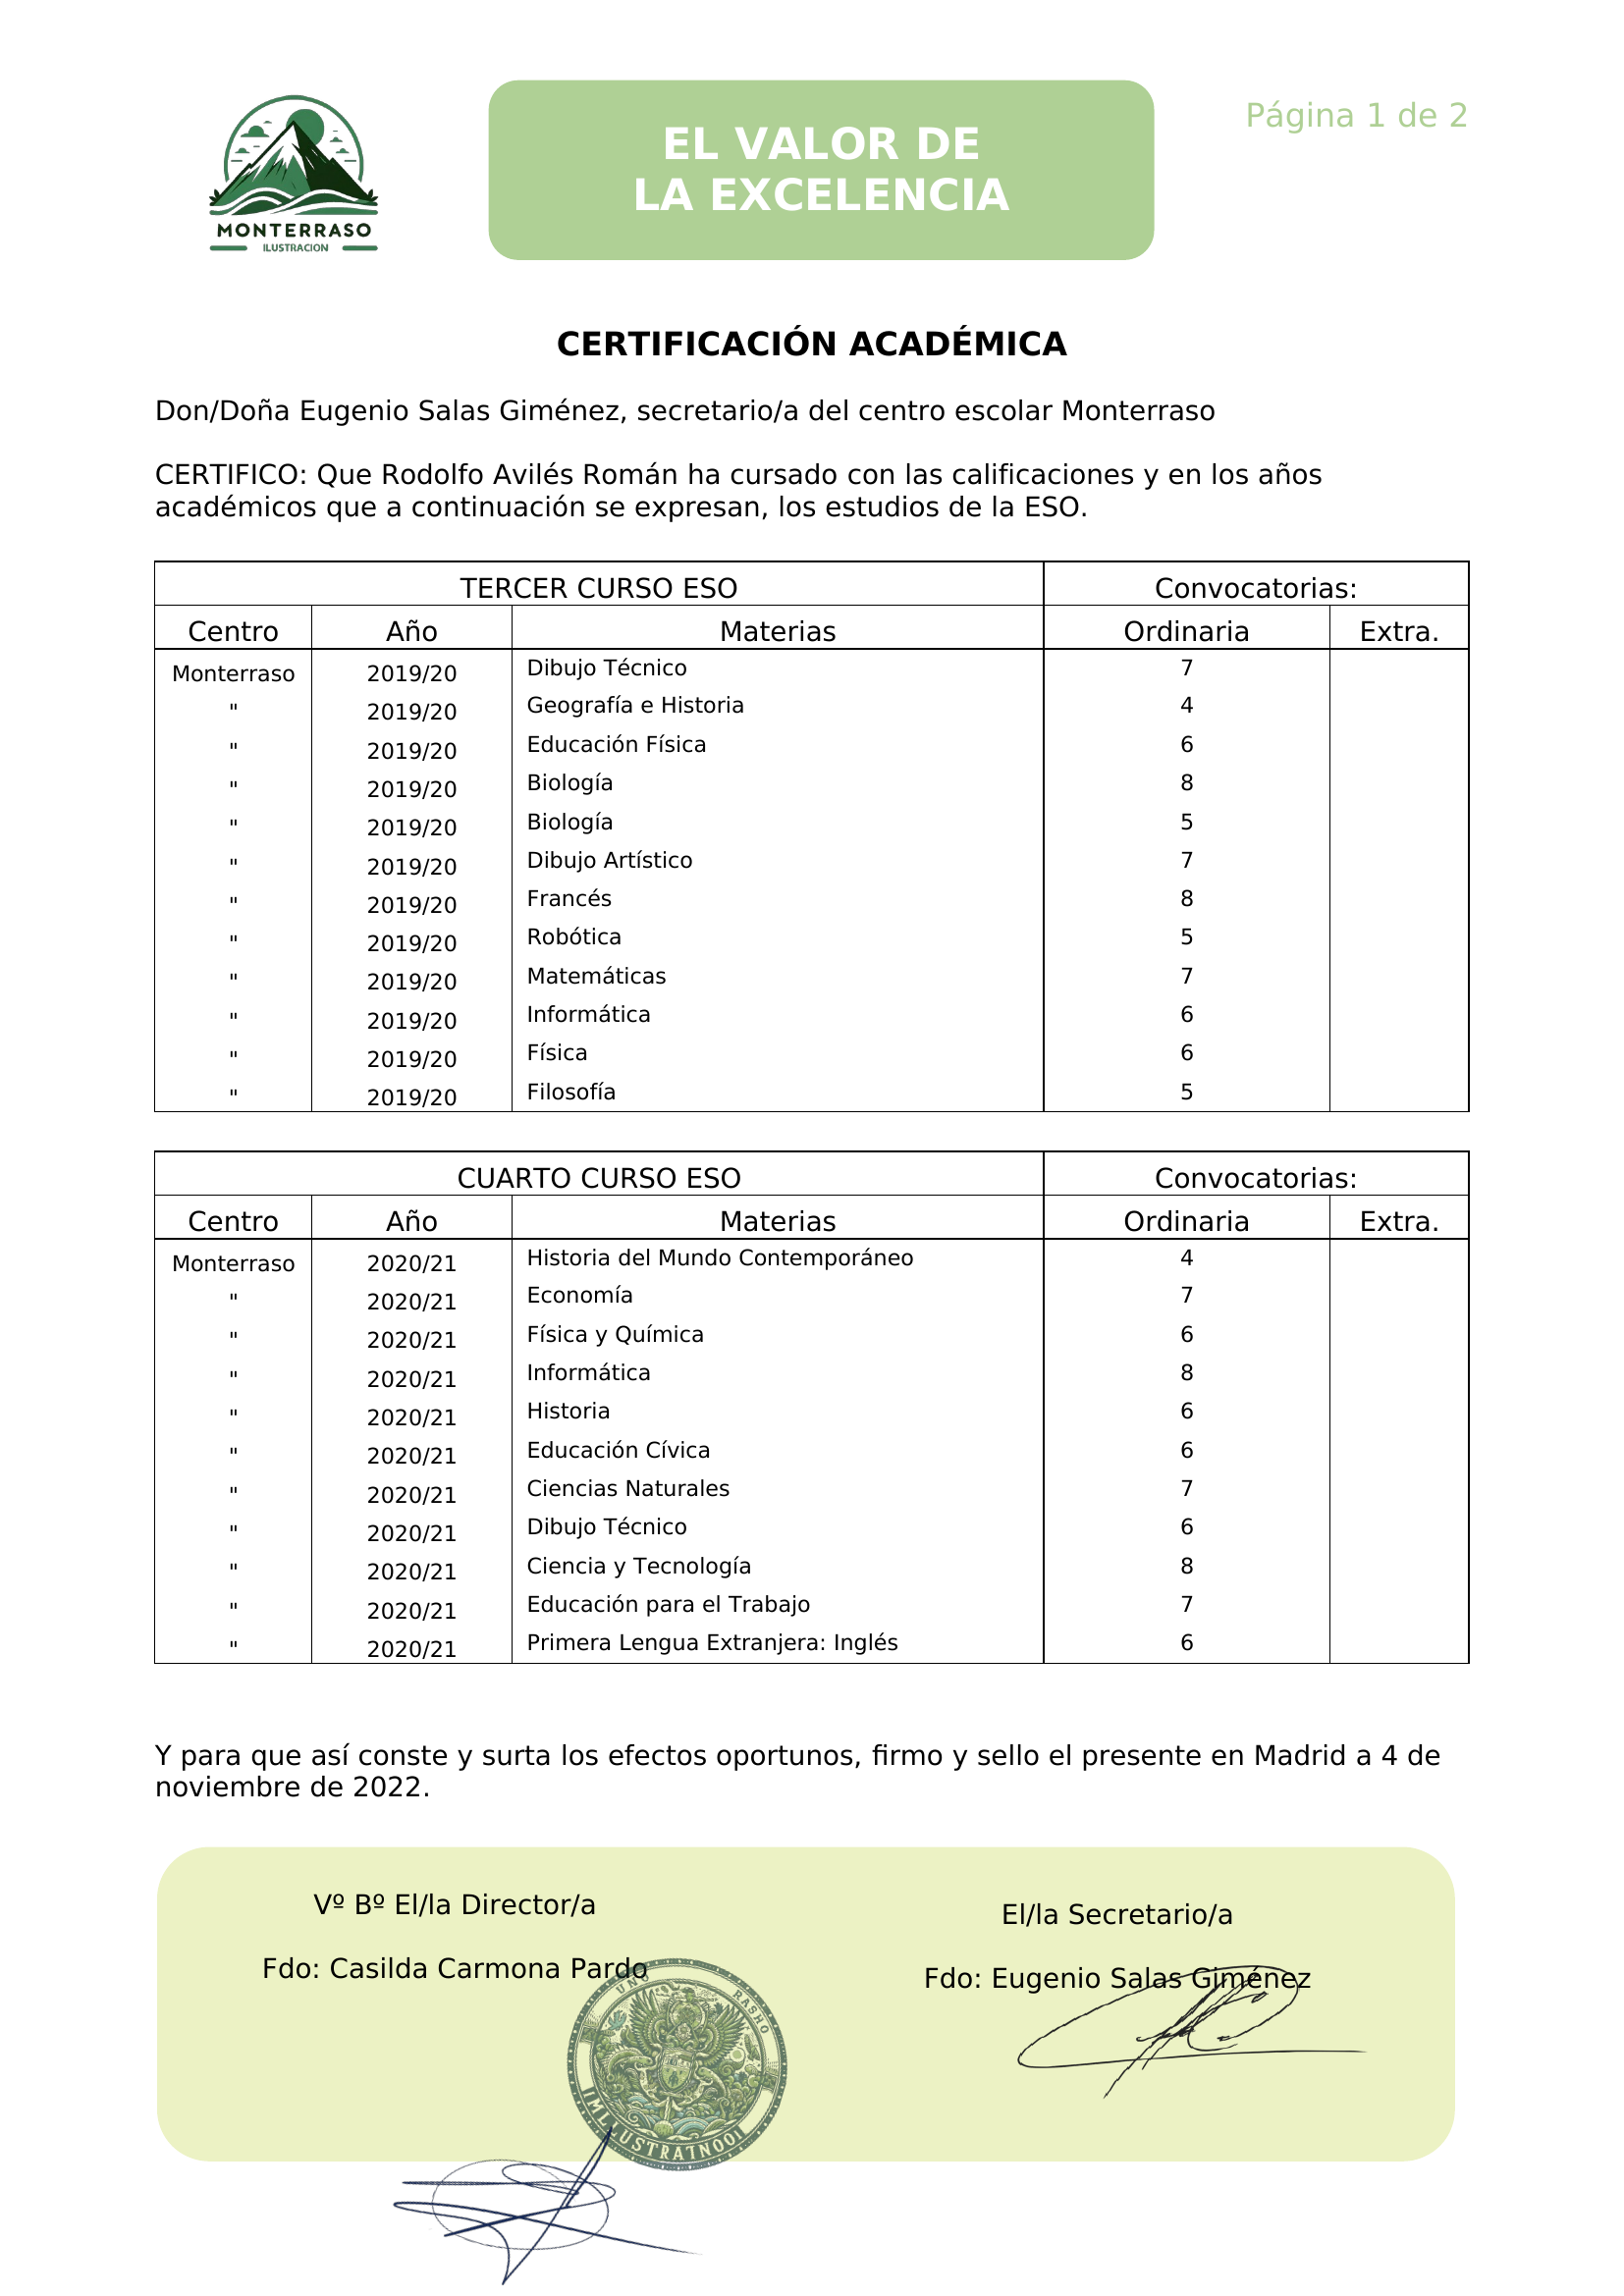 MONTERRASO
ILUSTRACION
EL VALOR DE
LA EXCELENCIA
Página 1 de 2
CERTIFICACIÓN ACADÉMICA
Don/Doña Eugenio Salas Giménez, secretario/a del centro escolar Monterraso
CERTIFICO: Que Rodolfo Avilés Román ha cursado con las calificaciones y en los años
académicos que a continuación se expresan, los estudios de la ESO.
TERCER CURSO ESO Convocatorias:
Centro Año Materias Ordinaria Extra.
Monterraso 2019/20 Dibujo Técnico 7
" 2019/20 Geografía e Historia 4
" 2019/20 Educación Física 6
" 2019/20 Biología 8
" 2019/20 Biología 5
" 2019/20 Dibujo Artístico 7
" 2019/20 Francés 8
" 2019/20 Robótica 5
" 2019/20 Matemáticas 7
" 2019/20 Informática 6
" 2019/20 Física 6
" 2019/20 Filosofía 5
CUARTO CURSO ESO Convocatorias:
Centro Año Materias Ordinaria Extra.
Monterraso 2020/21 Historia del Mundo Contemporáneo 4
" 2020/21 Economía 7
" 2020/21 Física y Química 6
" 2020/21 Informática 8
" 2020/21 Historia 6
" 2020/21 Educación Cívica 6
" 2020/21 Ciencias Naturales 7
" 2020/21 Dibujo Técnico 6
" 2020/21 Ciencia y Tecnología 8
" 2020/21 Educación para el Trabajo 7
" 2020/21 Primera Lengua Extranjera: Inglés 6
Y para que así conste y surta los efectos oportunos, firmo y sello el presente en Madrid a 4 de
noviembre de 2022.
Vº Bº El/la Director/a
Fdo: Casilda Carmona Pardo
El/la Secretario/a
Fdo: Eugenio Salas Giménez
UNO RASHO